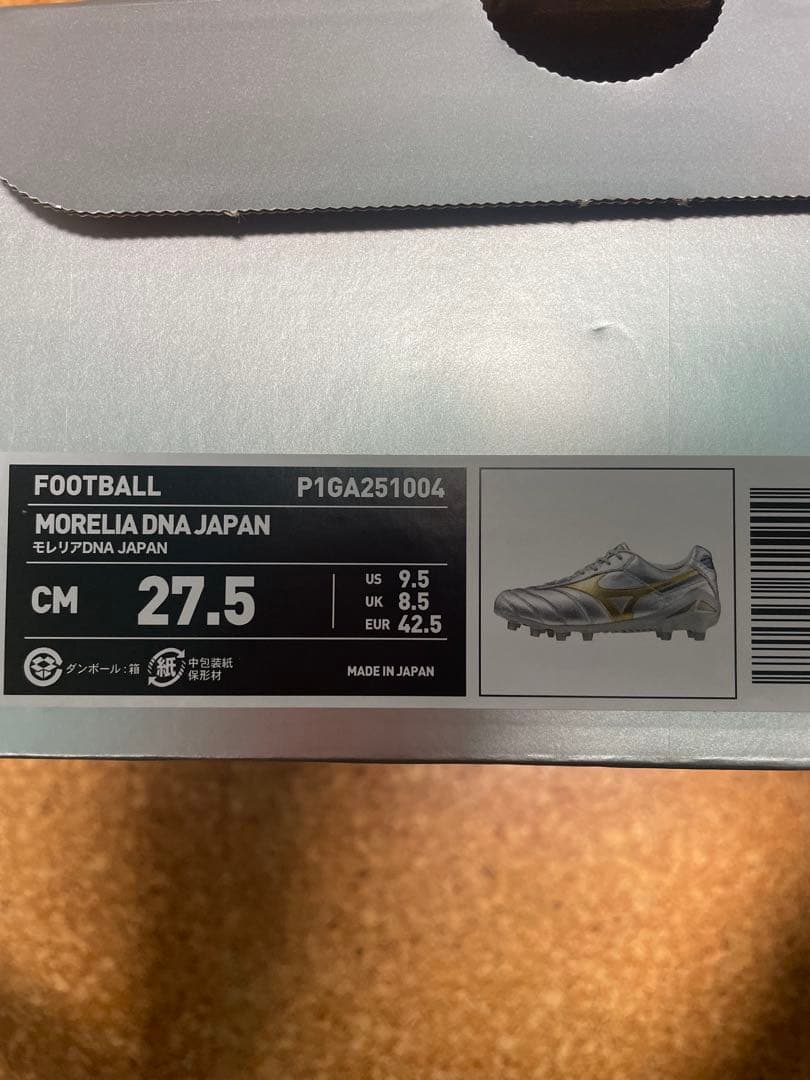 FOOTBALL P1GA251004
MORELIA DNA JAPAN
モレリアDNA JAPAN
CM 27.5
US 9.5
UK 8.5
EUR 42.5
ダンボール:箱
紙 中包装紙
保形材
MADE IN JAPAN